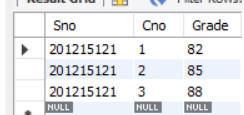 Result Grid Filter Rows:
Sno Cno Grade
201215121 1 82
201215121 2 85
201215121 3 88
NULL NULL NULL